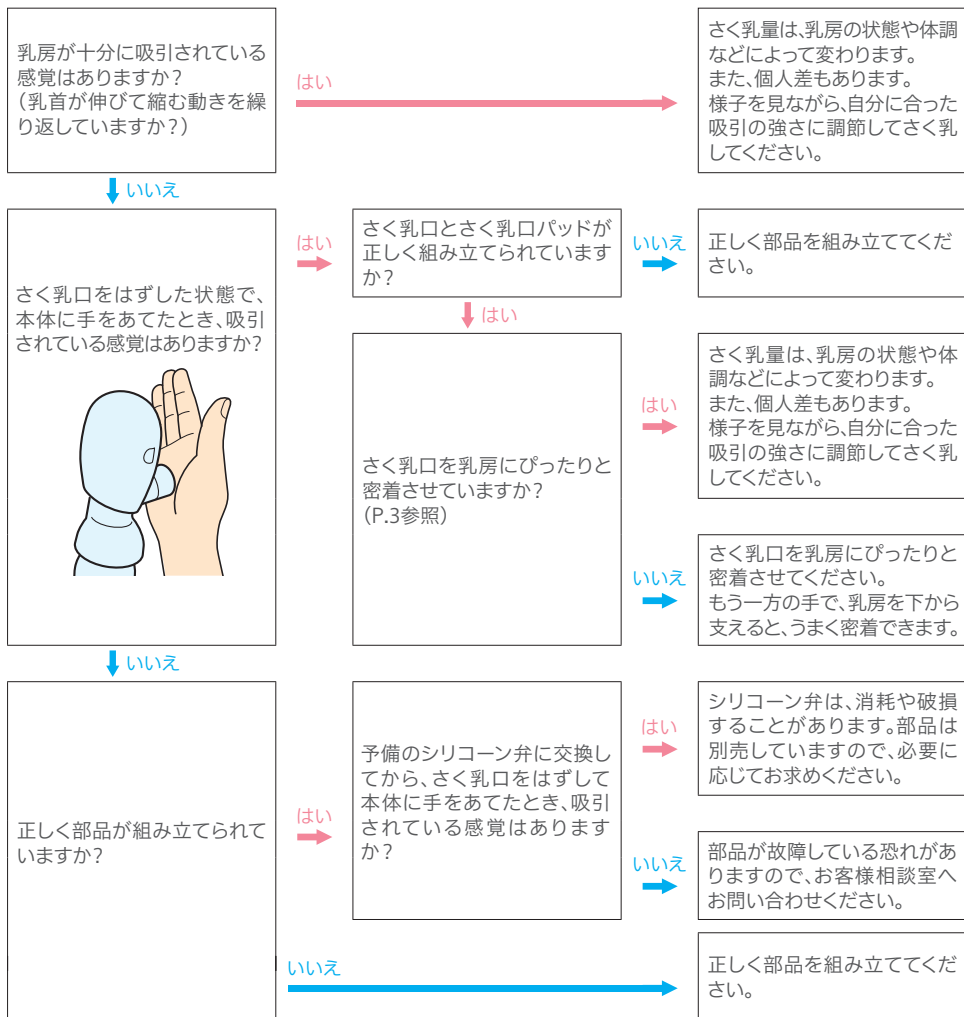 乳房が十分に吸引されている
感覚はありますか?
(乳首が伸びて縮む動きを繰
り返していますか?)
はい
さく乳量は、乳房の状態や体調
などによって変わります。
また、個人差もあります。
様子を見ながら、自分に合った
吸引の強さに調節してさく乳
してください。
いいえ
さく乳口をはずした状態で、
本体に手をあてたとき、吸引
されている感覚はありますか?
はい
さく乳口とさく乳口パッドが
正しく組み立てられています
か?
いいえ
正しく部品を組み立ててくだ
さい。
はい
さく乳口を乳房にぴったりと
密着させていますか?
(P.3参照)
はい
さく乳量は、乳房の状態や体
調などによって変わります。
また、個人差もあります。
様子を見ながら、自分に合った
吸引の強さに調節してさく乳
してください。
いいえ
さく乳口を乳房にぴったりと
密着させてください。
もう一方の手で、乳房を下から
支えると、うまく密着できます。
いいえ
正しく部品が組み立てられて
いますか?
はい
予備のシリコーン弁に交換し
てから、さく乳口をはずして
本体に手をあてたとき、吸引
されている感覚はあります
か?
はい
シリコーン弁は、消耗や破損
することがあります。部品は
別売していますので、必要に
応じてお求めください。
いいえ
部品が故障している恐れがあ
りますので、お客様相談室へ
お問い合わせください。
いいえ
正しく部品を組み立ててくだ
さい。